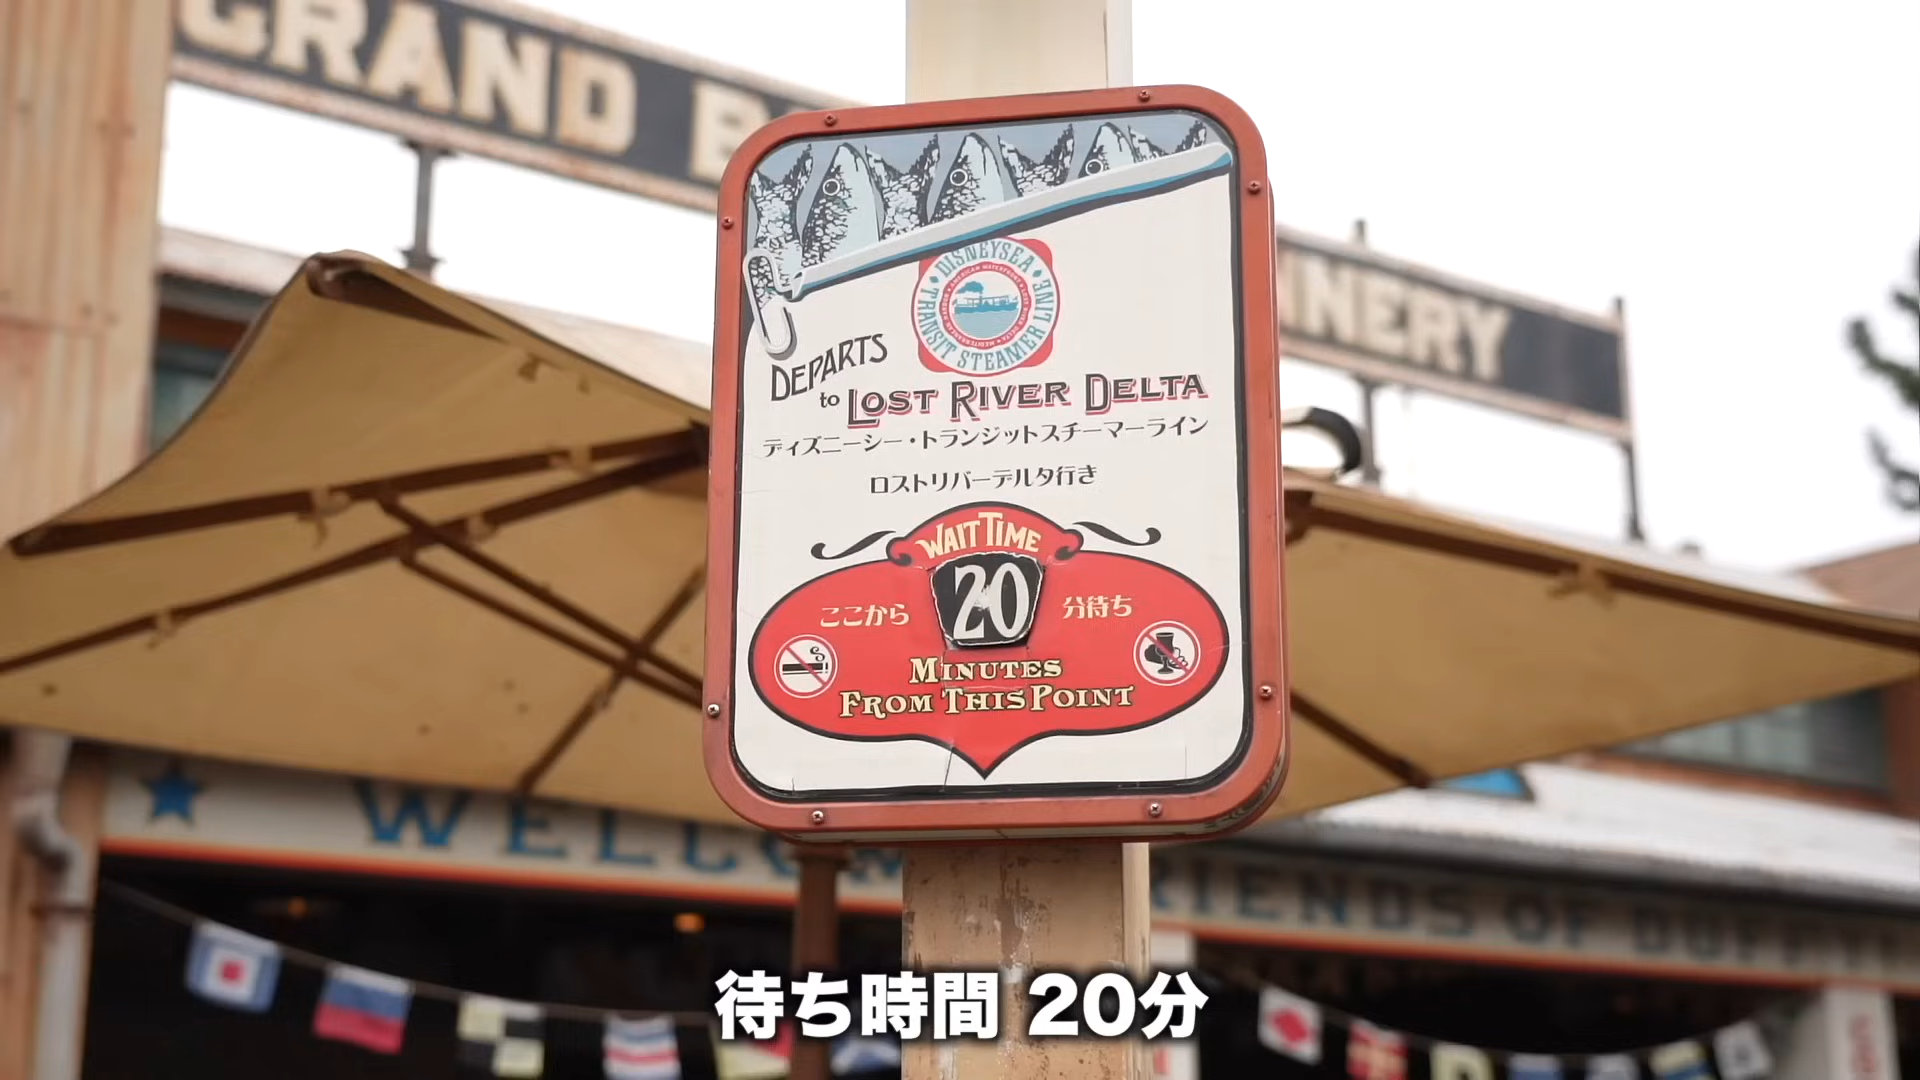 GRAND B
NNERY
DISNEYSEA
TRANSIT STEAMER LINE
DEPARTS
to LOST RIVER DELTA
ディズニーシー・トランジットスチーマーライン
ロストリバーデルタ行き
WAIT TIME
ここから 20 分待ち
MINUTES
FROM THIS POINT
WELCOM
RIENDS OF DUFFY
待ち時間 20分